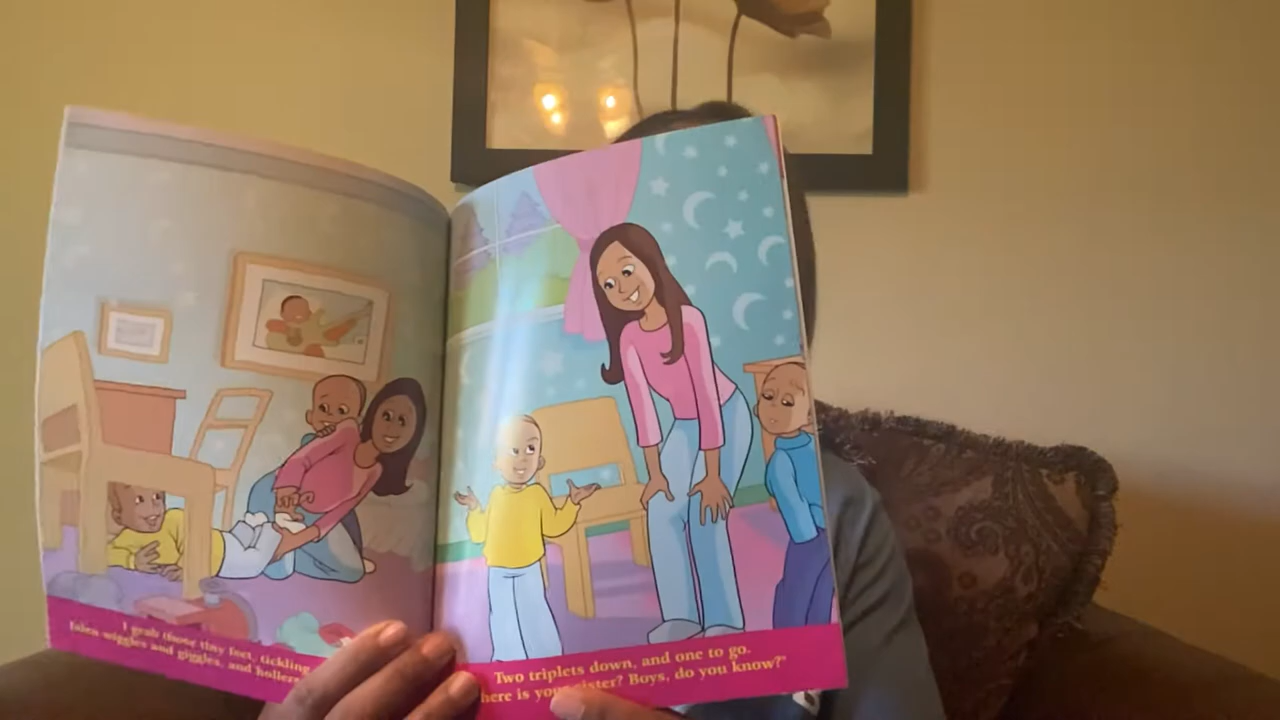 I grab those tiny feet, tickling
Jalen wiggles and giggles, and hollers
Two triplets down, and one to go.
here is your sister? Boys, do you know?"